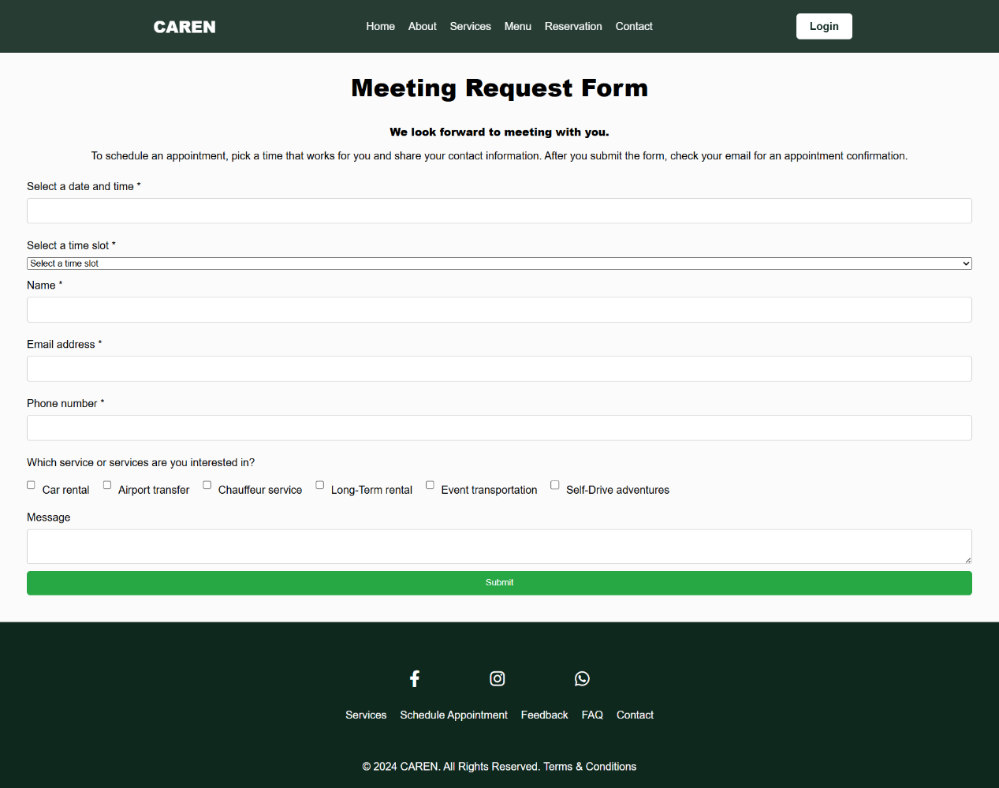 CAREN
Home About Services Menu Reservation Contact
Login
Meeting Request Form
We look forward to meeting with you.
To schedule an appointment, pick a time that works for you and share your contact information. After you submit the form, check your email for an appointment confirmation.
Select a date and time *
Select a time slot *
Select a time slot
Name *
Email address *
Phone number *
Which service or services are you interested in?
Car rental Airport transfer Chauffeur service Long-Term rental Event transportation Self-Drive adventures
Message
Submit
Services Schedule Appointment Feedback FAQ Contact
© 2024 CAREN. All Rights Reserved. Terms & Conditions